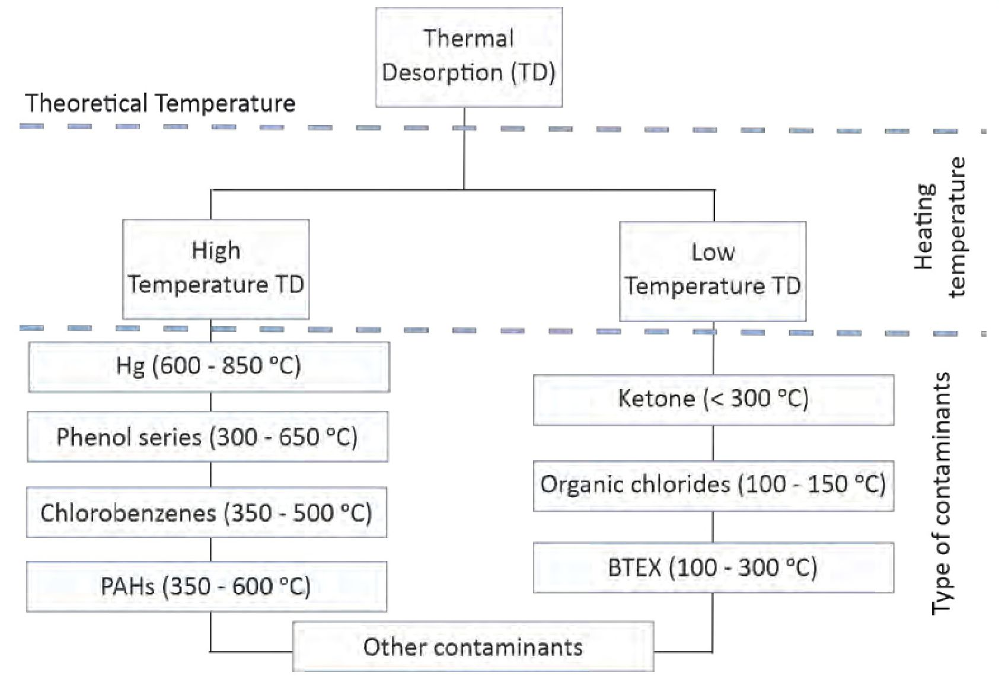 Thermal
Desorption (TD)
Theoretical Temperature
Heating
temperature
High
Temperature TD
Low
Temperature TD
Hg (600 - 850 °C)
Phenol series (300 - 650 °C)
Chlorobenzenes (350 - 500 °C)
PAHs (350 - 600 °C)
Ketone (< 300 °C)
Organic chlorides (100 - 150 °C)
BTEX (100 - 300 °C)
Type of contaminants
Other contaminants